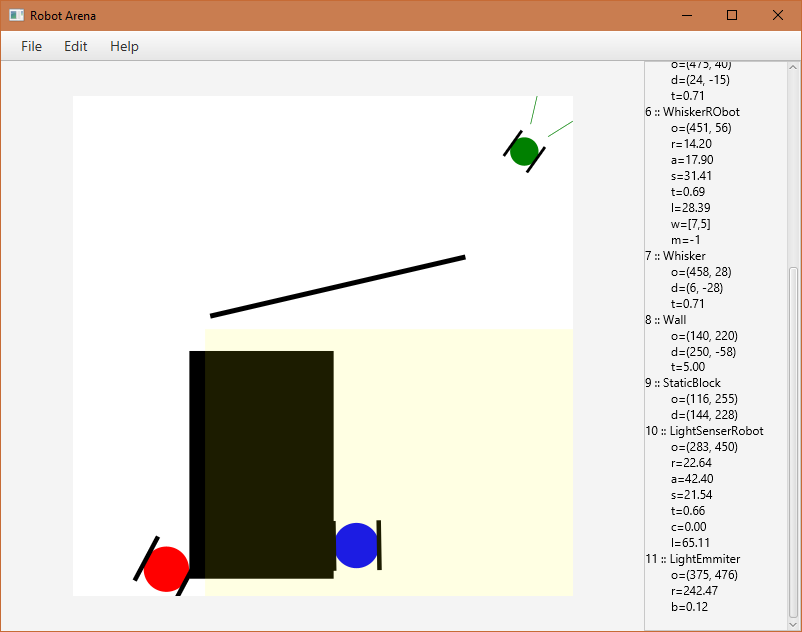 Robot Arena
File Edit Help
o=(475, 40)
d=(24, -15)
t=0.71
6 :: WhiskerRObot
o=(451, 56)
r=14.20
a=17.90
s=31.41
t=0.69
l=28.39
w=[7,5]
m=-1
7 :: Whisker
o=(458, 28)
d=(6, -28)
t=0.71
8 :: Wall
o=(140, 220)
d=(250, -58)
t=5.00
9 :: StaticBlock
o=(116, 255)
d=(144, 228)
10 :: LightSenserRobot
o=(283, 450)
r=22.64
a=42.40
s=21.54
t=0.66
c=0.00
l=65.11
11 :: LightEmmiter
o=(375, 476)
r=242.47
b=0.12